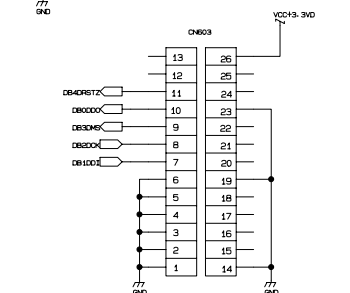 GND
VCC+3.3VD
CN603
13 26
12 25
DB4DRSTZ 11 24
DB0DDO 10 23
DB3DMS 9 22
DB2DCK 8 21
DB1DDI 7 20
6 19
5 18
4 17
3 16
2 15
1 14
GND GND